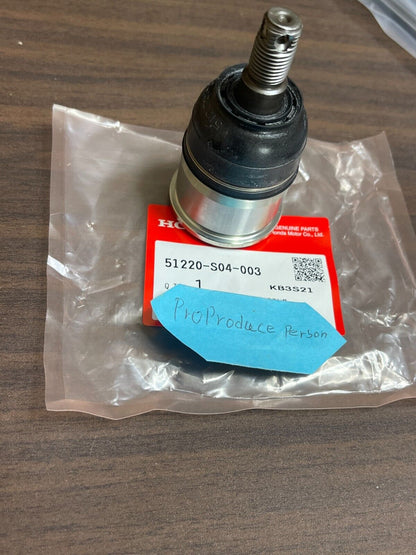 HO
GENUINE PARTS
Honda Motor Co., Ltd.
51220-S04-003
1
KB3S21
ProProduce Person